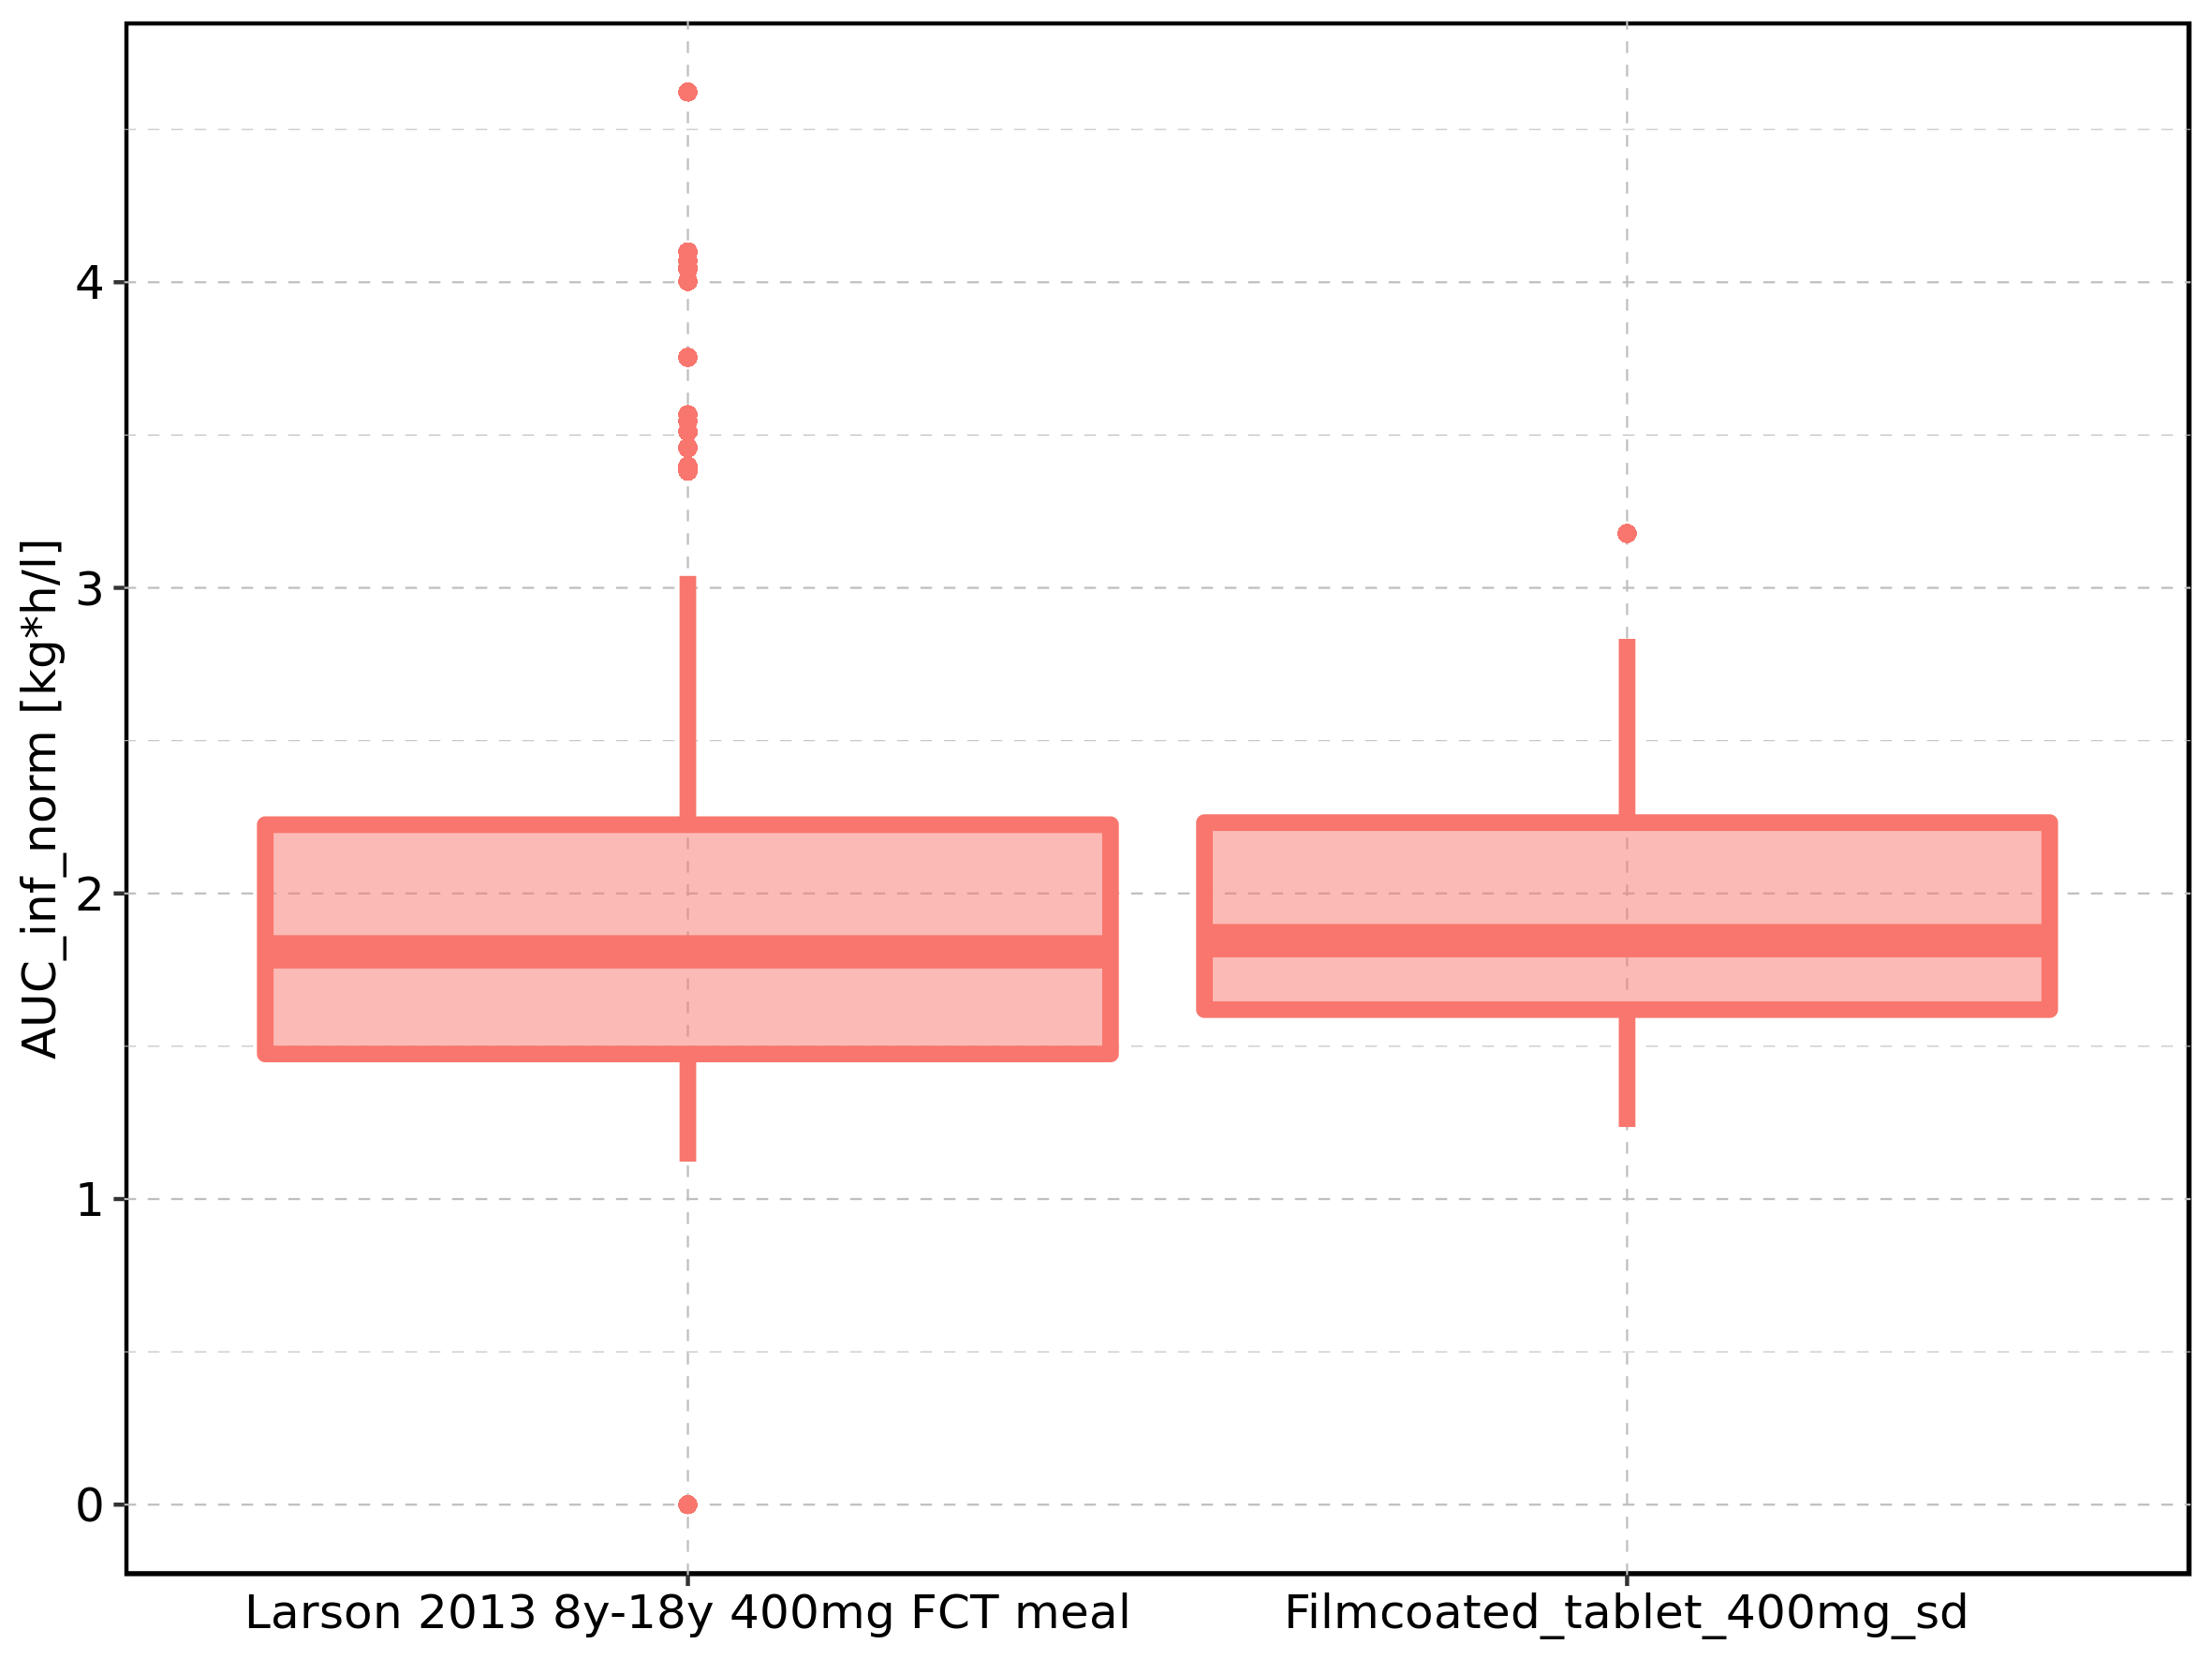 AUC_inf_norm [kg*h/l]
4
3
2
1
0
Larson 2013 8y-18y 400mg FCT meal
Filmcoated_tablet_400mg_sd